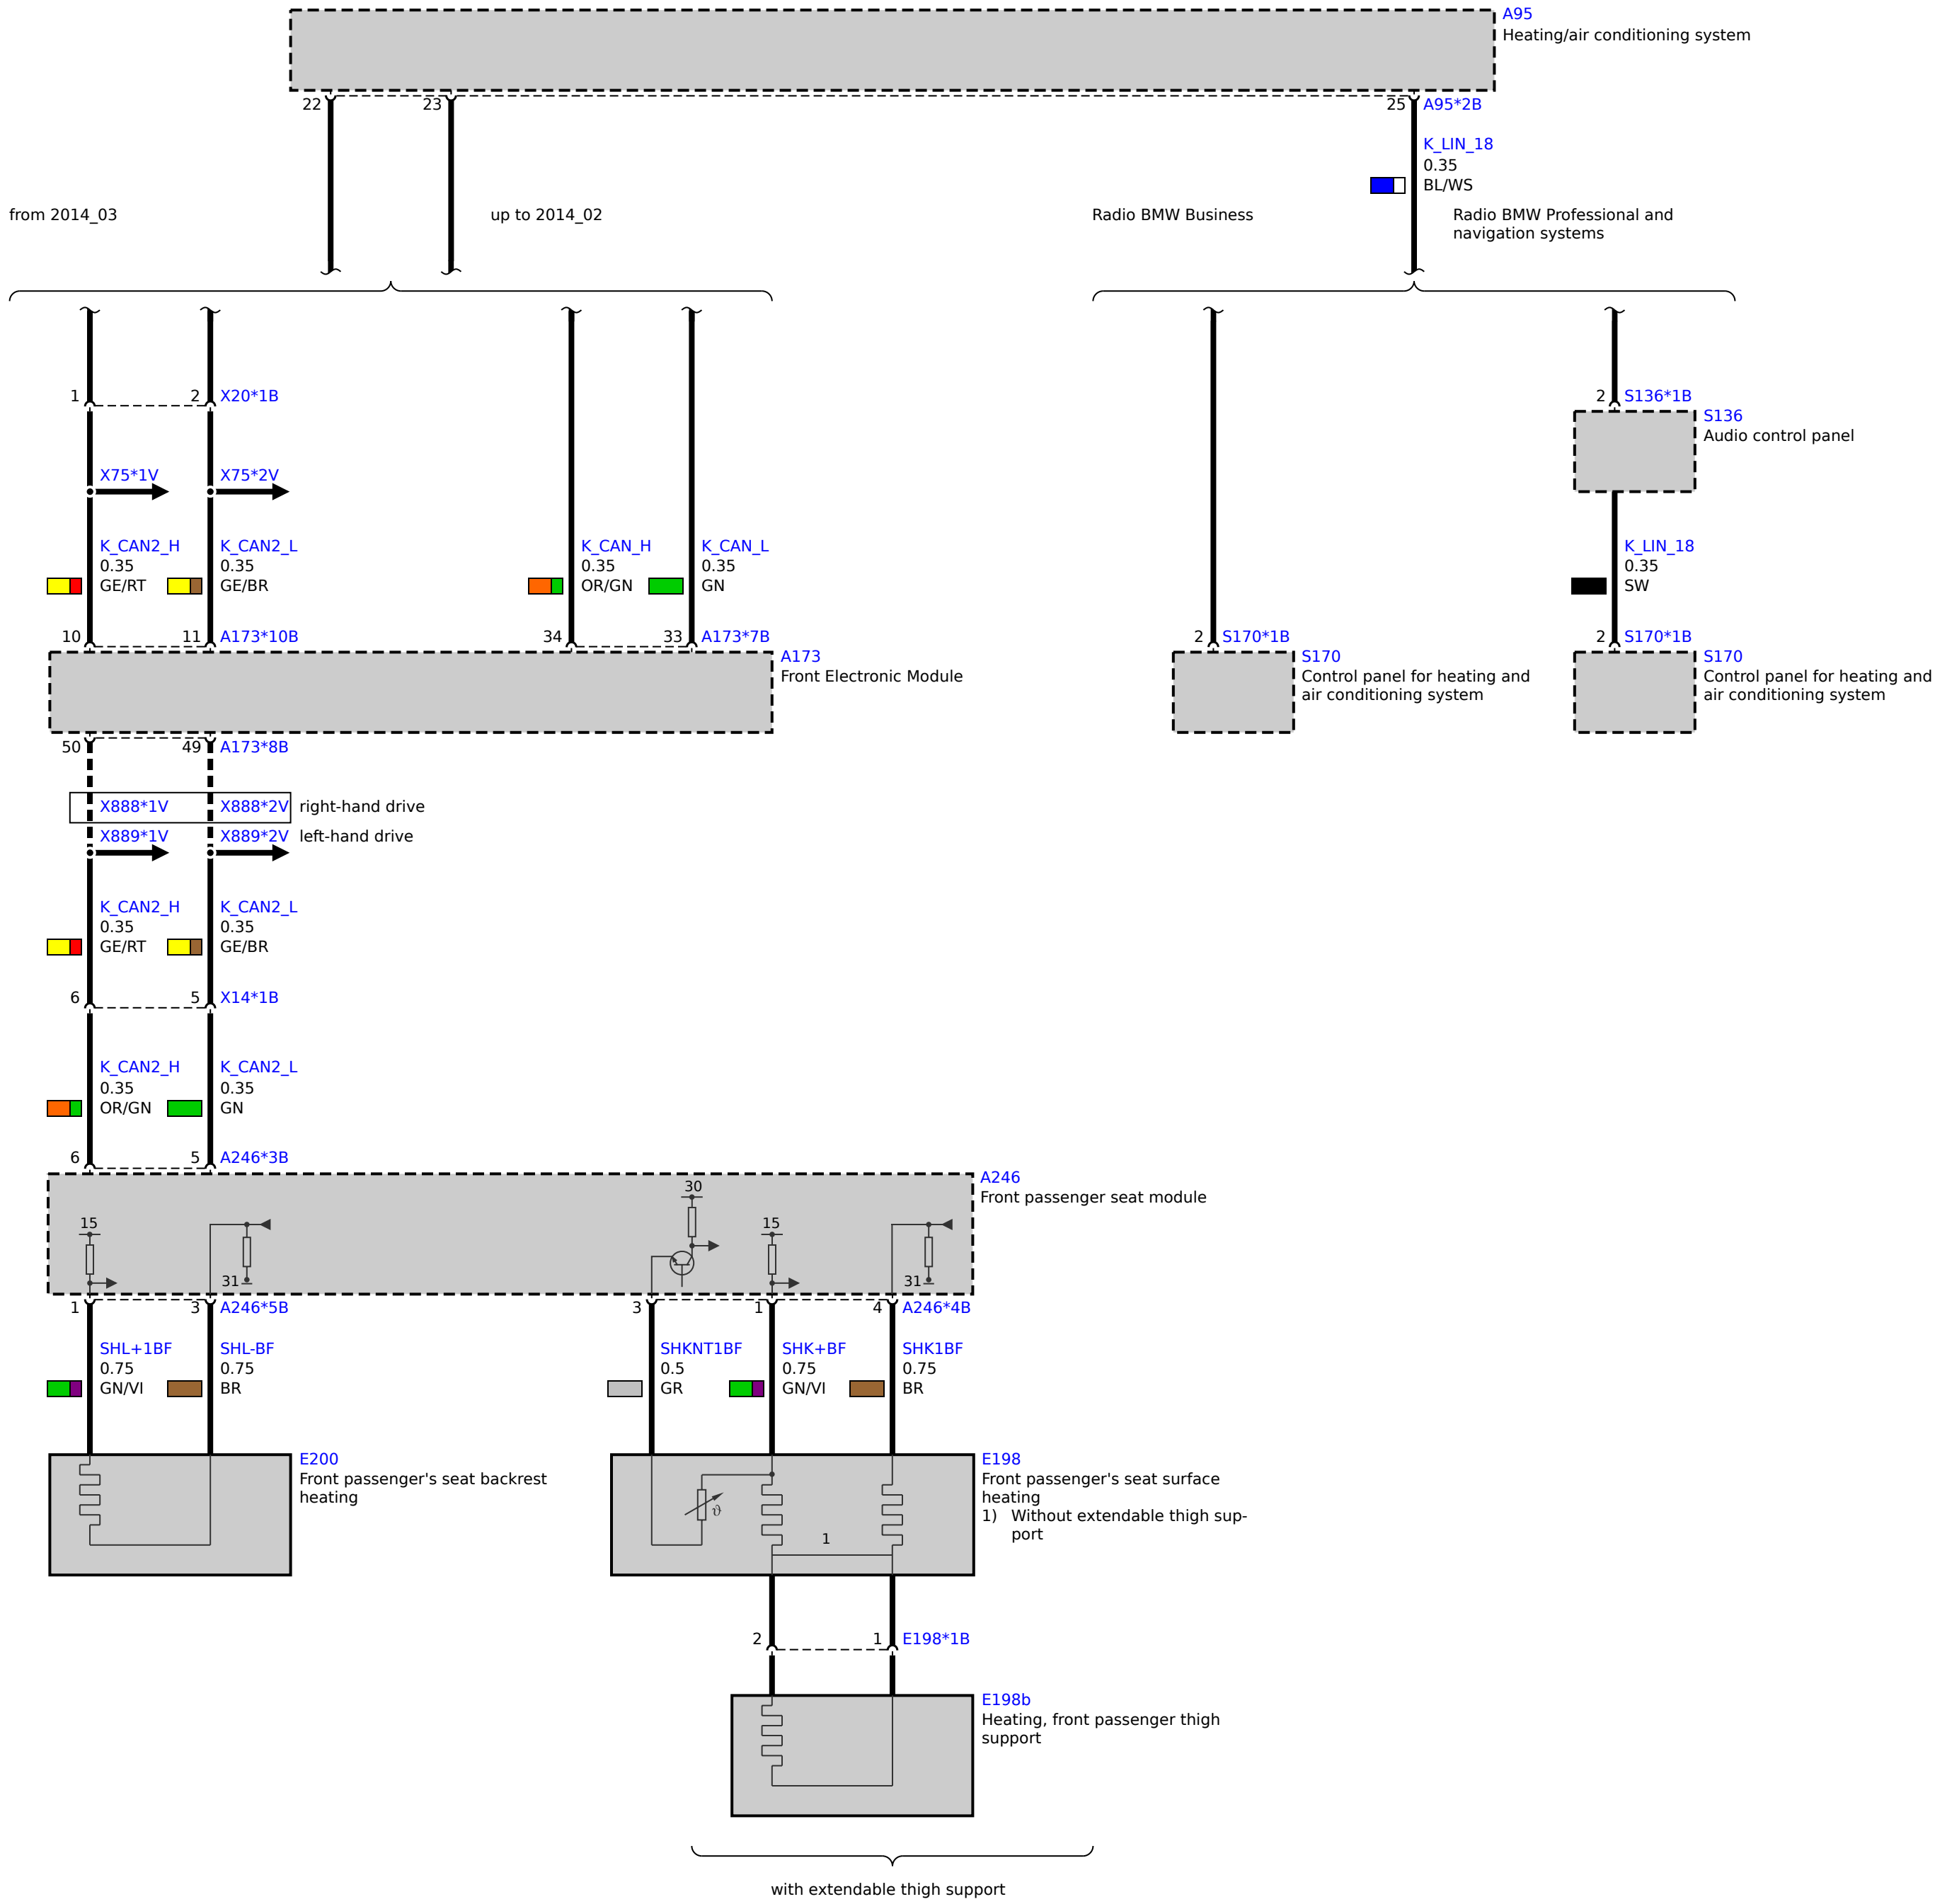 A95
Heating/air conditioning system
22
23
25
A95*2B
K_LIN_18
0.35
BL/WS
from 2014_03
up to 2014_02
Radio BMW Business
Radio BMW Professional and
navigation systems
1
2
X20*1B
2
S136*1B
S136
Audio control panel
X75*1V
X75*2V
K_CAN2_H
0.35
GE/RT
K_CAN2_L
0.35
GE/BR
K_CAN_H
0.35
OR/GN
K_CAN_L
0.35
GN
K_LIN_18
0.35
SW
10
11
A173*10B
34
33
A173*7B
2
S170*1B
2
S170*1B
A173
Front Electronic Module
S170
Control panel for heating and
air conditioning system
S170
Control panel for heating and
air conditioning system
50
49
A173*8B
X888*1V
X888*2V
right-hand drive
X889*1V
X889*2V
left-hand drive
K_CAN2_H
0.35
GE/RT
K_CAN2_L
0.35
GE/BR
6
5
X14*1B
K_CAN2_H
0.35
OR/GN
K_CAN2_L
0.35
GN
6
5
A246*3B
A246
Front passenger seat module
15
31
30
15
31
1
3
A246*5B
3
1
4
A246*4B
SHL+1BF
0.75
GN/VI
SHL-BF
0.75
BR
SHKNT1BF
0.5
GR
SHK+BF
0.75
GN/VI
SHK1BF
0.75
BR
E200
Front passenger's seat backrest
heating
ϑ
1
E198
Front passenger's seat surface
heating
1) Without extendable thigh sup-
port
2
1
E198*1B
E198b
Heating, front passenger thigh
support
with extendable thigh support